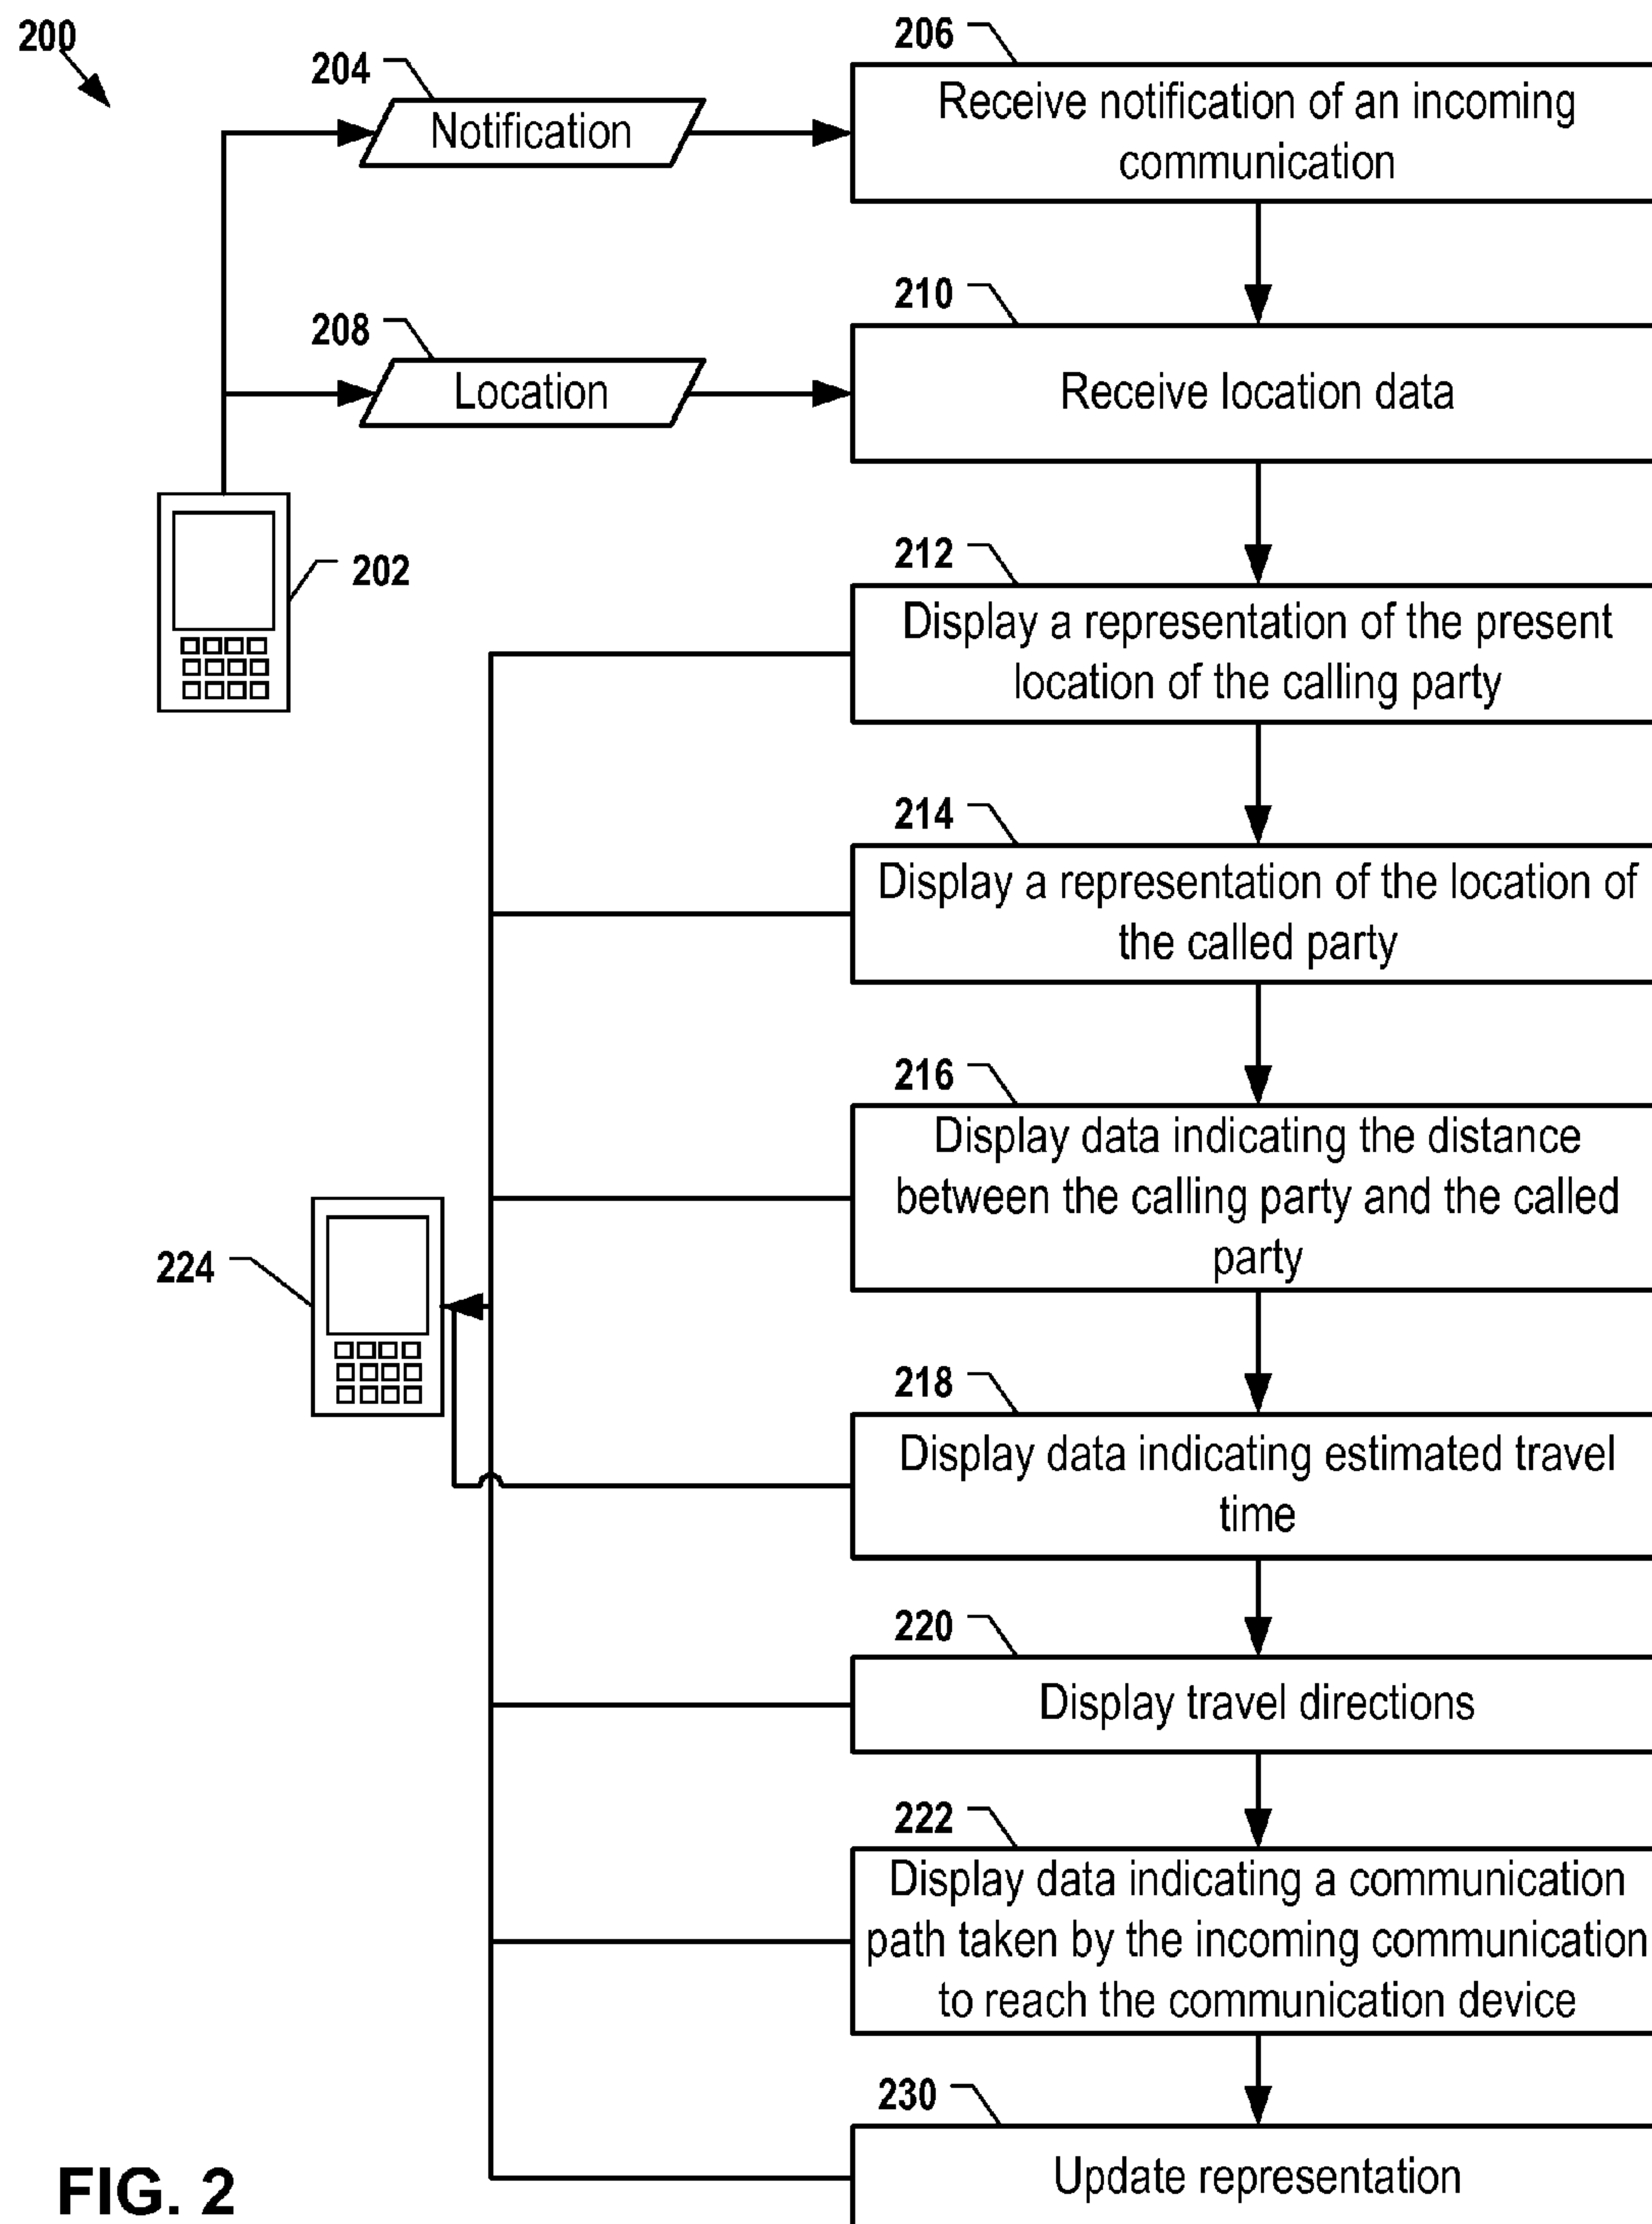 200
204
Notification
206
Receive notification of an incoming
communication
208
Location
210
Receive location data
202
212
Display a representation of the present
location of the calling party
214
Display a representation of the location of
the called party
216
Display data indicating the distance
between the calling party and the called
party
224
218
Display data indicating estimated travel
time
220
Display travel directions
222
Display data indicating a communication
path taken by the incoming communication
to reach the communication device
230
Update representation
FIG. 2